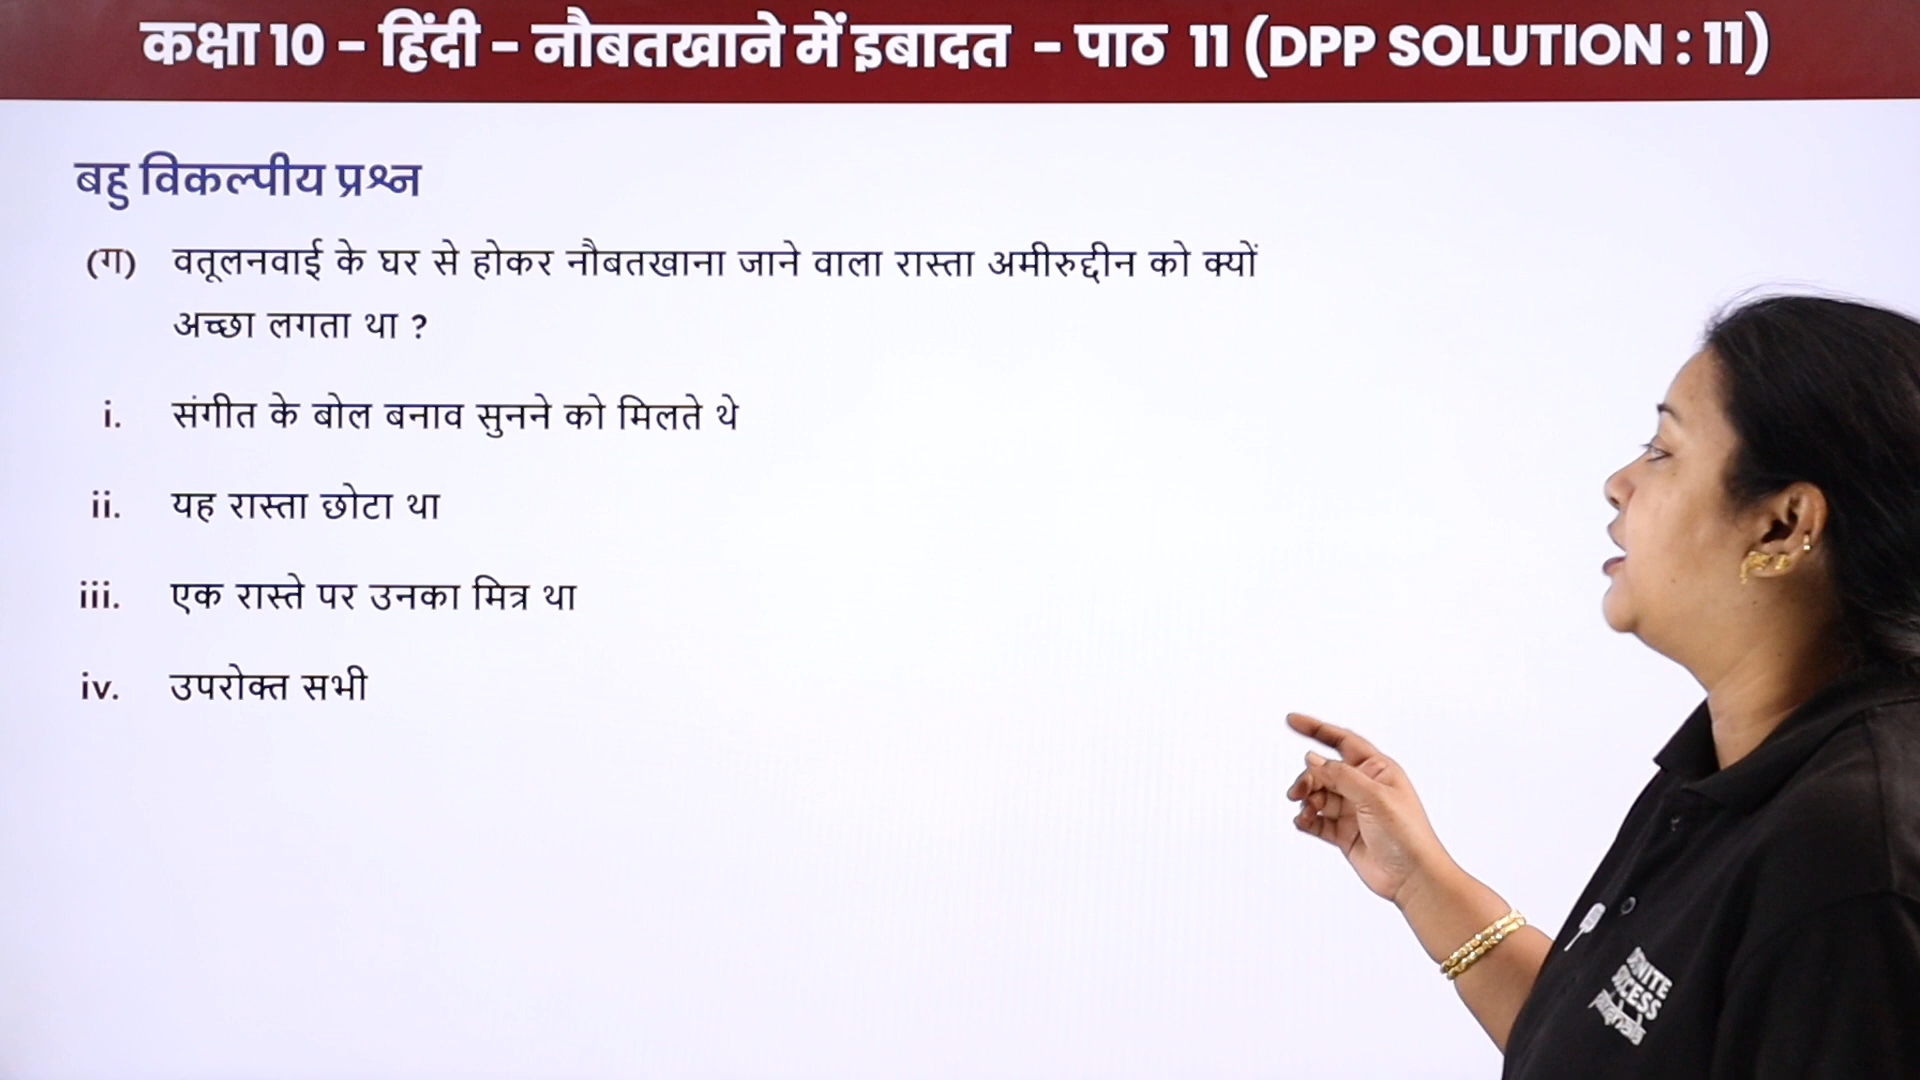 कक्षा 10 - हिंदी - नौबतखाने में इबादत - पाठ 11 (DPP SOLUTION : 11)
बहु विकल्पीय प्रश्न
(ग) वतूलनवाई के घर से होकर नौबतखाना जाने वाला रास्ता अमीरुद्दीन को क्यों
अच्छा लगता था ?
i. संगीत के बोल बनाव सुनने को मिलते थे
ii. यह रास्ता छोटा था
iii. एक रास्ते पर उनका मित्र था
iv. उपरोक्त सभी